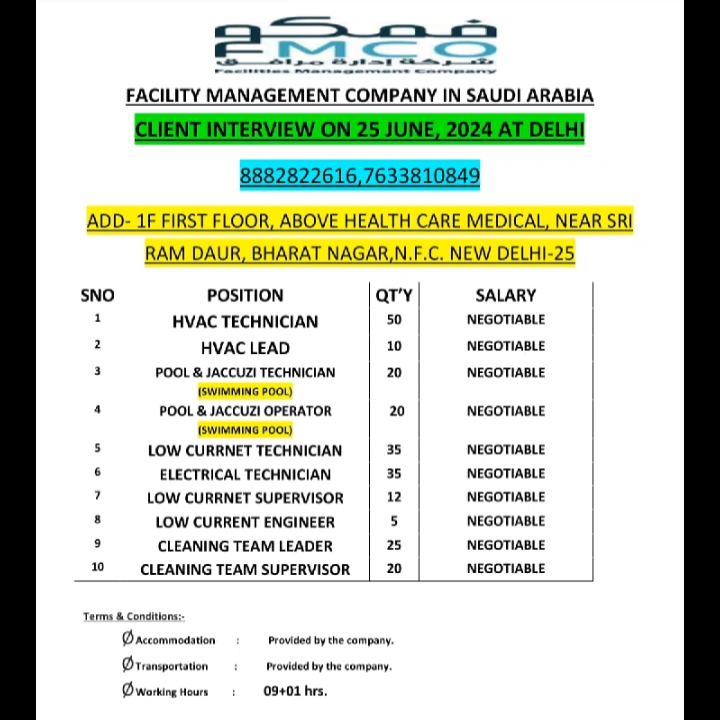 فمكو
FMCO
شركة إدارة مرافق
Facilities Management Company
FACILITY MANAGEMENT COMPANY IN SAUDI ARABIA
CLIENT INTERVIEW ON 25 JUNE, 2024 AT DELHI
8882822616,7633810849
ADD- 1F FIRST FLOOR, ABOVE HEALTH CARE MEDICAL, NEAR SRI
RAM DAUR, BHARAT NAGAR,N.F.C. NEW DELHI-25
SNO POSITION QT'Y SALARY
1 HVAC TECHNICIAN 50 NEGOTIABLE
2 HVAC LEAD 10 NEGOTIABLE
3 POOL & JACCUZI TECHNICIAN 20 NEGOTIABLE
(SWIMMING POOL)
4 POOL & JACCUZI OPERATOR 20 NEGOTIABLE
(SWIMMING POOL)
5 LOW CURRNET TECHNICIAN 35 NEGOTIABLE
6 ELECTRICAL TECHNICIAN 35 NEGOTIABLE
7 LOW CURRNET SUPERVISOR 12 NEGOTIABLE
8 LOW CURRENT ENGINEER 5 NEGOTIABLE
9 CLEANING TEAM LEADER 25 NEGOTIABLE
10 CLEANING TEAM SUPERVISOR 20 NEGOTIABLE
Terms & Conditions:-
Ø Accommodation : Provided by the company.
Ø Transportation : Provided by the company.
Ø Working Hours : 09+01 hrs.